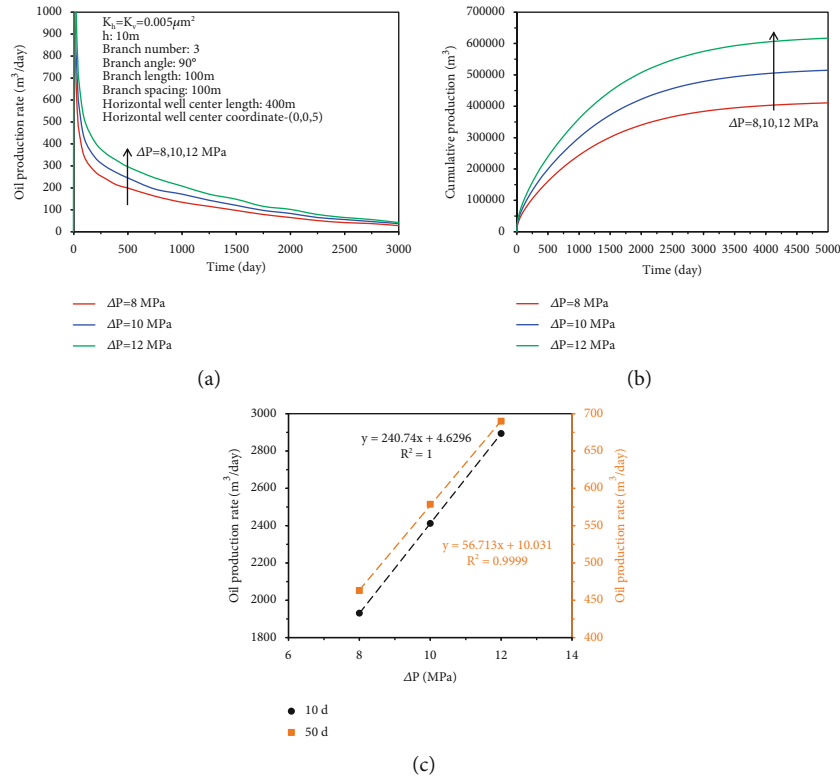 K_h=K_v=0.005μm²
h: 10m
Branch number: 3
Branch angle: 90°
Branch length: 100m
Branch spacing: 100m
Horizontal well center length: 400m
Horizontal well center coordinate-(0,0,5)
ΔP=8,10,12 MPa
Oil production rate (m³/day)
1000
900
800
700
600
500
400
300
200
100
0
0
500
1000
1500
2000
2500
3000
Time (day)
ΔP=8 MPa
ΔP=10 MPa
ΔP=12 MPa
(a)
Cumulative production (m³)
700000
600000
500000
400000
300000
200000
100000
0
ΔP=8,10,12 MPa
0
500
1000
1500
2000
2500
3000
3500
4000
4500
5000
Time (day)
ΔP=8 MPa
ΔP=10 MPa
ΔP=12 MPa
(b)
Oil production rate (m³/day)
3000
2800
2600
2400
2200
2000
1800
y = 240.74x + 4.6296
R² = 1
y = 56.713x + 10.031
R² = 0.9999
700
650
600
550
500
450
400
Oil production rate (m³/day)
6
8
10
12
14
ΔP (MPa)
10 d
50 d
(c)